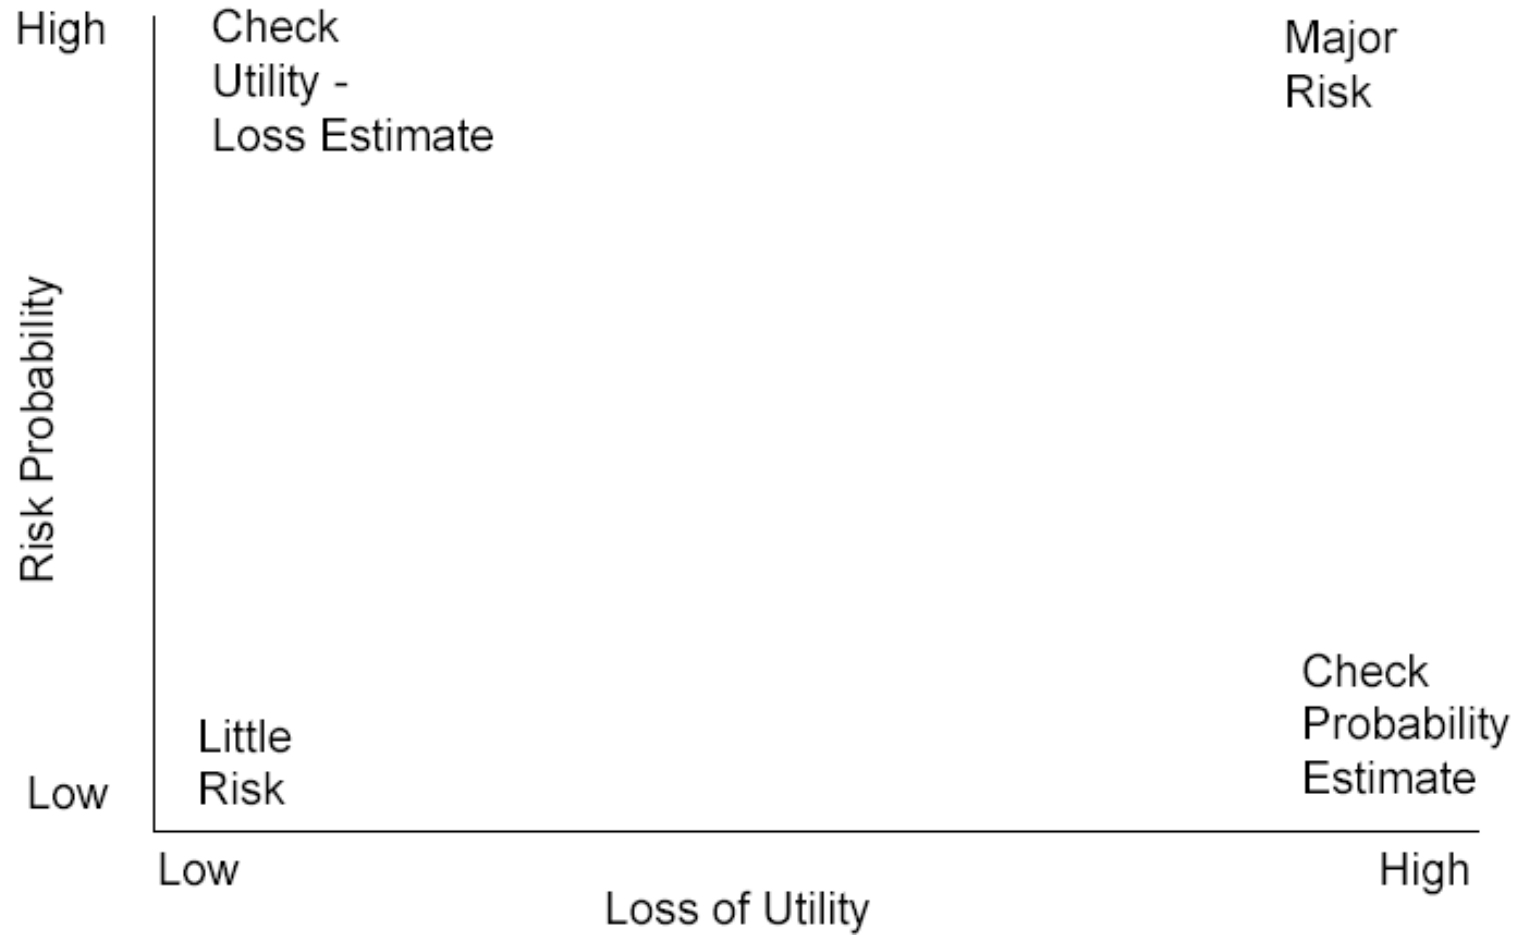 High
Check
Utility -
Loss Estimate
Major
Risk
Risk Probability
Check
Probability
Estimate
Little
Risk
Low
Low
High
Loss of Utility